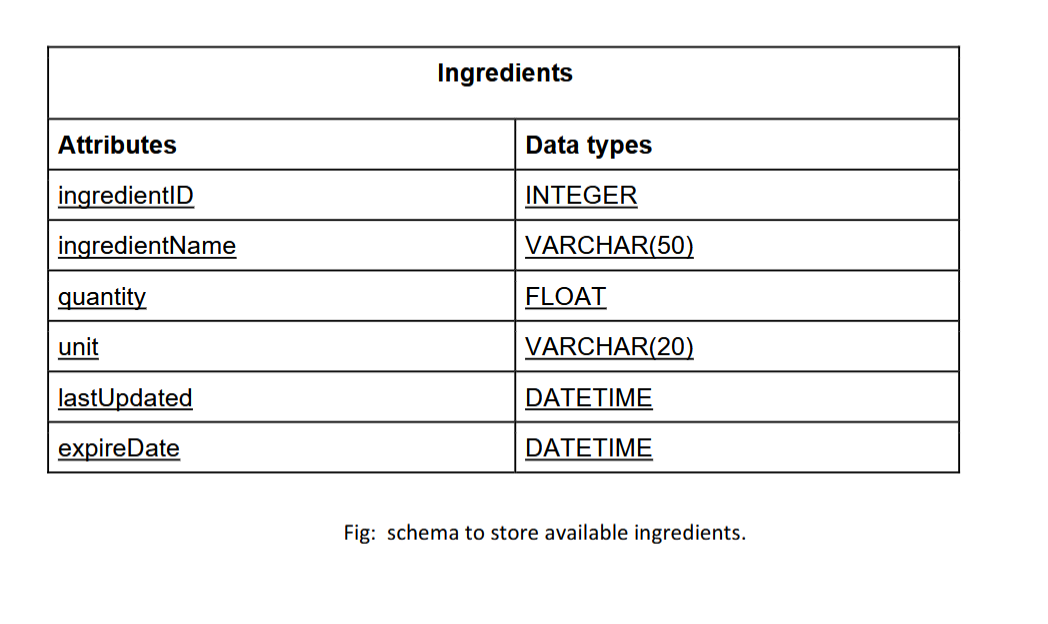 Ingredients
Attributes Data types
ingredientID INTEGER
ingredientName VARCHAR(50)
quantity FLOAT
unit VARCHAR(20)
lastUpdated DATETIME
expireDate DATETIME
Fig: schema to store available ingredients.